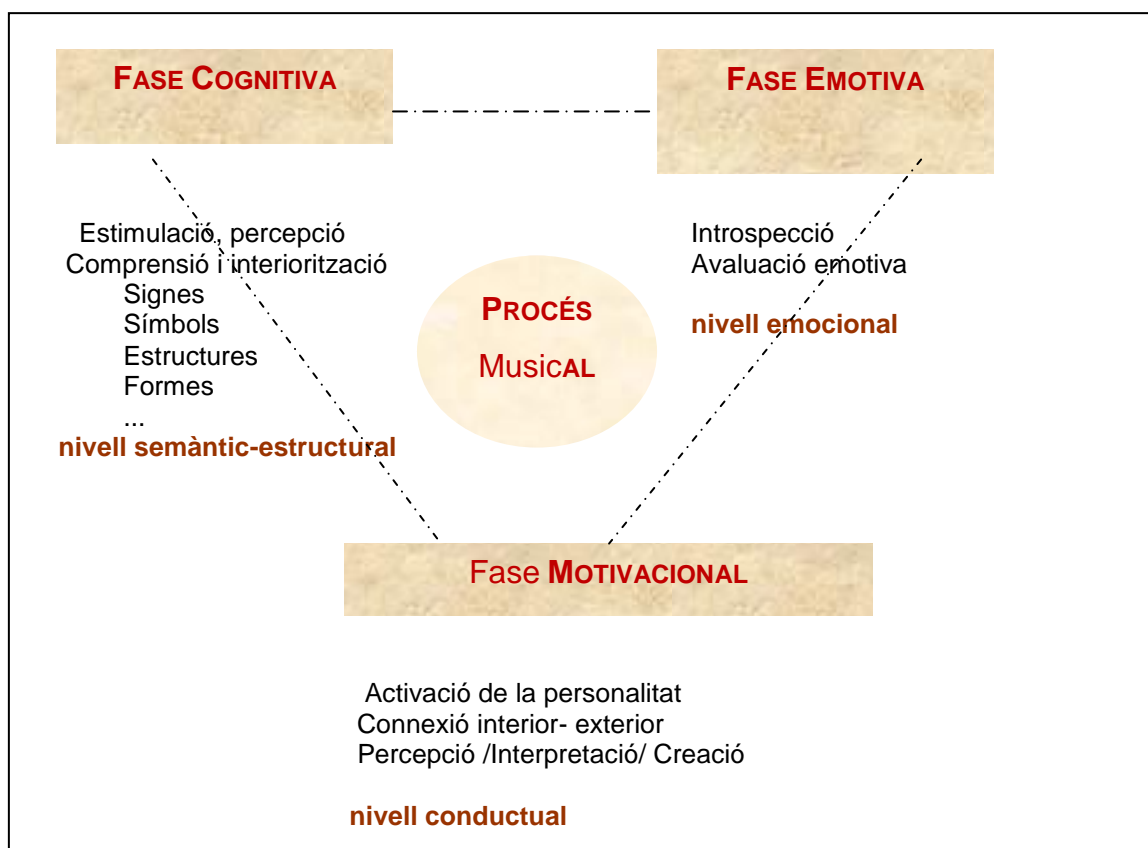 FASE COGNITIVA
FASE EMOTIVA
Estimulació, percepció
Comprensió i interiorització
Signes
Símbols
Estructures
Formes
...
nivell semàntic-estructural
Introspecció
Avaluació emotiva
nivell emocional
PROCÉS
MusicAL
Fase MOTIVACIONAL
Activació de la personalitat
Connexió interior- exterior
Percepció /Interpretació/ Creació
nivell conductual